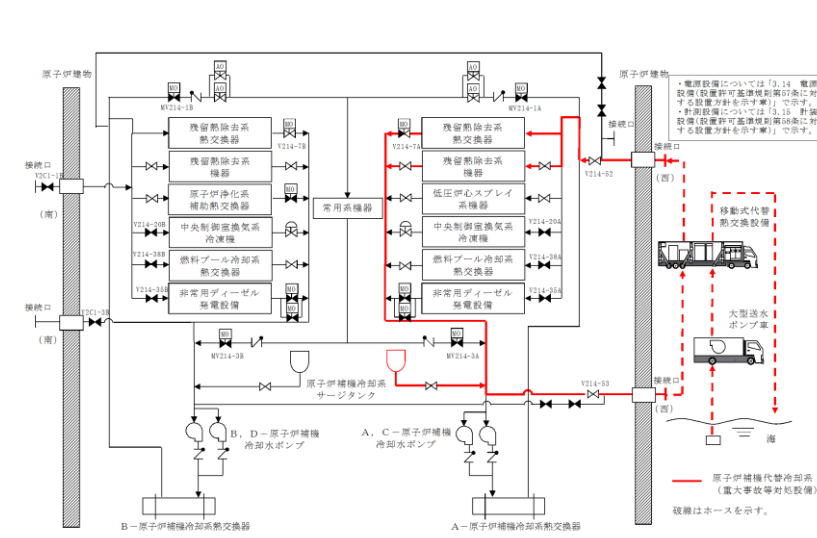 AO
AO
AO
AO
MO
MV214-1B
MO
MV214-1A
原子炉建物
原子炉建物
・電源設備については「3.14 電源
設備(設置許可基準規則第57条に対
する設置方針を示す章)」で示す。
・計測設備については「3.15 計装
設備(設置許可基準規則第58条に対
する設置方針を示す章)」で示す。
残留熱除去系
熱交換器
MO
V214-7B
MO
V214-7A
残留熱除去系
熱交換器
残留熱除去系
機器
残留熱除去系
機器
接続口
V2C1-1B
(南)
V214-52
接続口
(西)
原子炉浄化系
補助熱交換器
MO
常用系機器
低圧炉心スプレイ
系機器
移動式代替
熱交換設備
V214-20B
中央制御室換気系
冷凍機
中央制御室換気系
冷凍機
V214-20A
V214-38B
燃料プール冷却系
熱交換器
燃料プール冷却系
熱交換器
V214-38A
V214-35B
非常用ディーゼル
発電設備
MO
MO
MO
MO
非常用ディーゼル
発電設備
V214-35A
接続口
V2C1-3B
(南)
大型送水
ポンプ車
MO
MV214-3B
MO
MV214-3A
原子炉補機冷却系
サージタンク
V214-53
接続口
(西)
B,D-原子炉補機
冷却水ポンプ
A,C-原子炉補機
冷却水ポンプ
海
原子炉補機代替冷却系
(重大事故等対処設備)
破線はホースを示す。
B-原子炉補機冷却系熱交換器
A-原子炉補機冷却系熱交換器